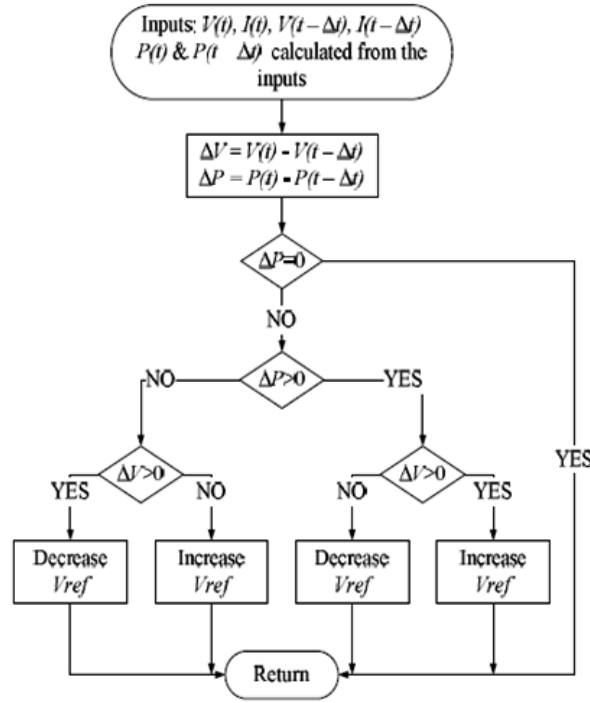 Inputs: V(t), I(t), V(t – Δt), I(t – Δt)
P(t) & P(t Δt) calculated from the
inputs
ΔV = V(t) - V(t – Δt)
ΔP = P(t) - P(t – Δt)
ΔP=0
NO
ΔP>0
NO
YES
YES
ΔV>0
ΔV>0
YES
NO
NO
YES
Decrease
Vref
Increase
Vref
Decrease
Vref
Increase
Vref
Return